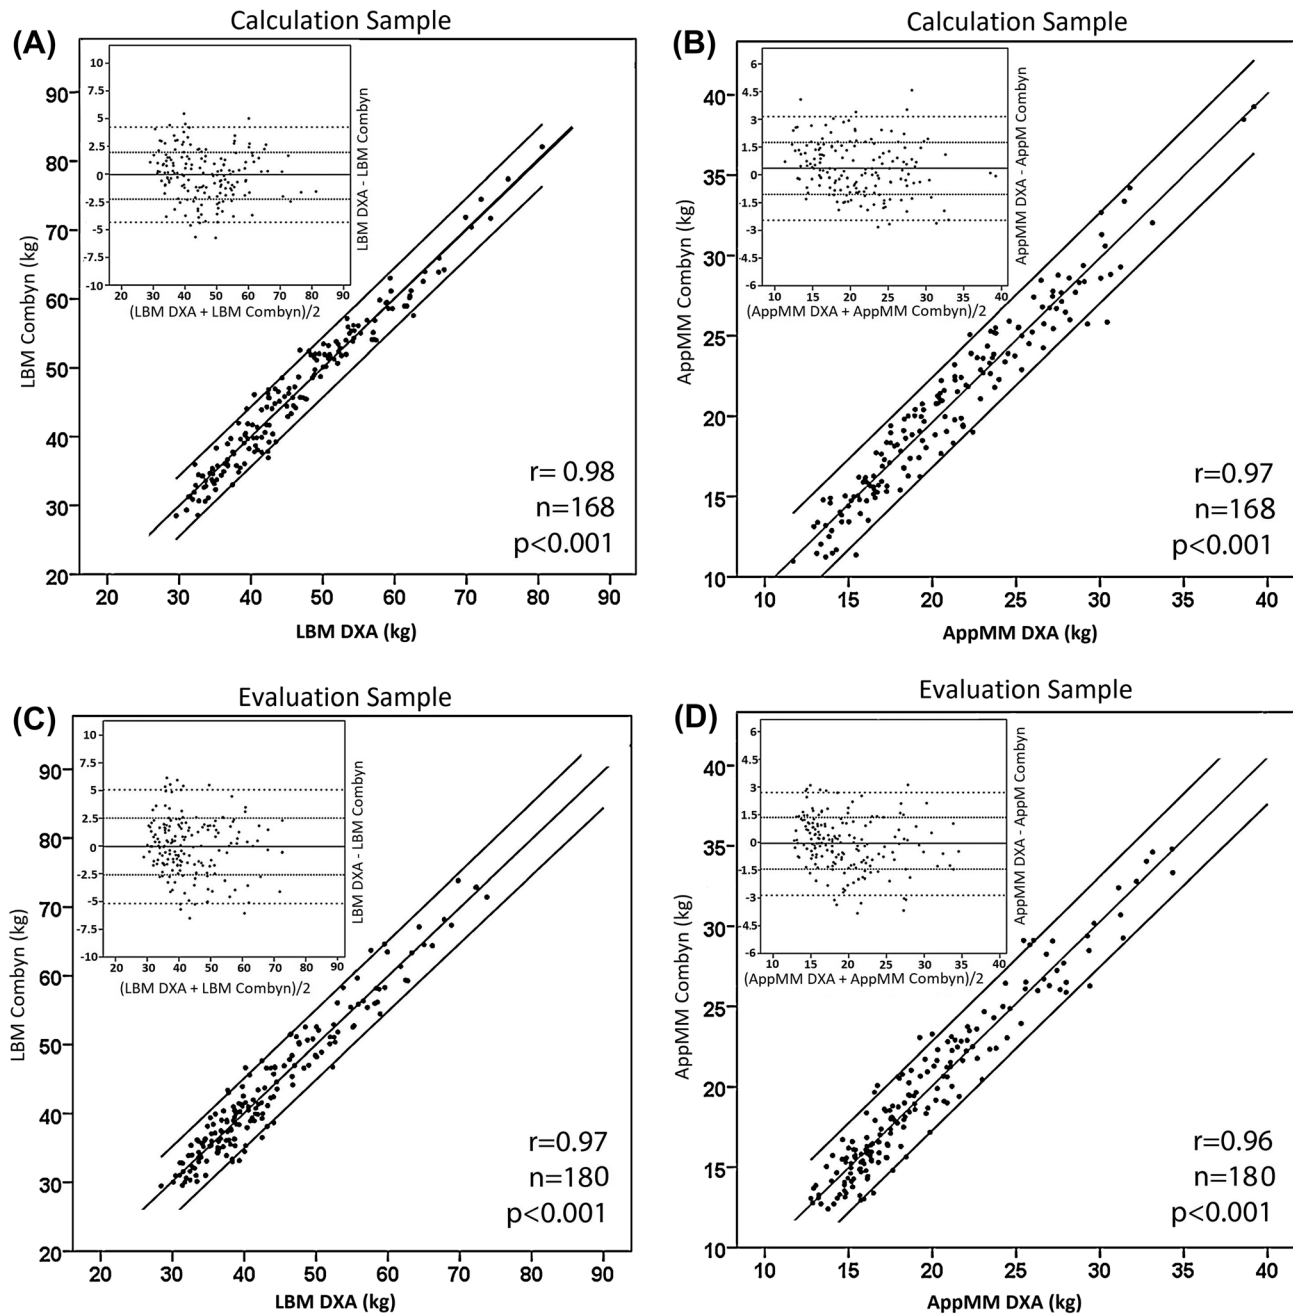 Calculation Sample
(A)
10
7.5
5
2.5
0
-2.5
-5
-7.5
-10
20 30 40 50 60 70 80 90
(LBM DXA + LBM Combyn)/2
LBM DXA - LBM Combyn
90
80
70
60
50
40
30
20
LBM Combyn (kg)
r= 0.98
n=168
p<0.001
20 30 40 50 60 70 80 90
LBM DXA (kg)
Calculation Sample
(B)
6
4.5
3
1.5
0
-1.5
-3
-4.5
-6
10 15 20 25 30 35 40
(AppMM DXA + AppMM Combyn)/2
AppMM DXA - AppM Combyn
40
35
30
25
20
15
10
AppMM Combyn (kg)
r=0.97
n=168
p<0.001
10 15 20 25 30 35 40
AppMM DXA (kg)
Evaluation Sample
(C)
10
7.5
5
2.5
0
-2.5
-5
-7.5
-10
20 30 40 50 60 70 80 90
(LBM DXA + LBM Combyn)/2
LBM DXA - LBM Combyn
90
80
70
60
50
40
30
20
LBM Combyn (kg)
r=0.97
n=180
p<0.001
20 30 40 50 60 70 80 90
LBM DXA (kg)
Evaluation Sample
(D)
6
4.5
3
1.5
0
-1.5
-3
-4.5
-6
10 15 20 25 30 35 40
(AppMM DXA + AppMM Combyn)/2
AppMM DXA - AppM Combyn
40
35
30
25
20
15
10
AppMM Combyn (kg)
r=0.96
n=180
p<0.001
10 15 20 25 30 35 40
AppMM DXA (kg)